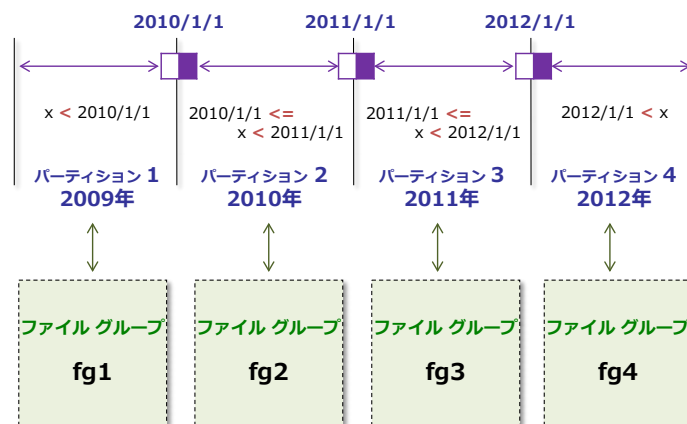 2010/1/1 2011/1/1 2012/1/1
x < 2010/1/1
2010/1/1 <=
x < 2011/1/1
2011/1/1 <=
x < 2012/1/1
2012/1/1 < x
パーティション 1
2009年
パーティション 2
2010年
パーティション 3
2011年
パーティション 4
2012年
ファイル グループ
fg1
ファイル グループ
fg2
ファイル グループ
fg3
ファイル グループ
fg4